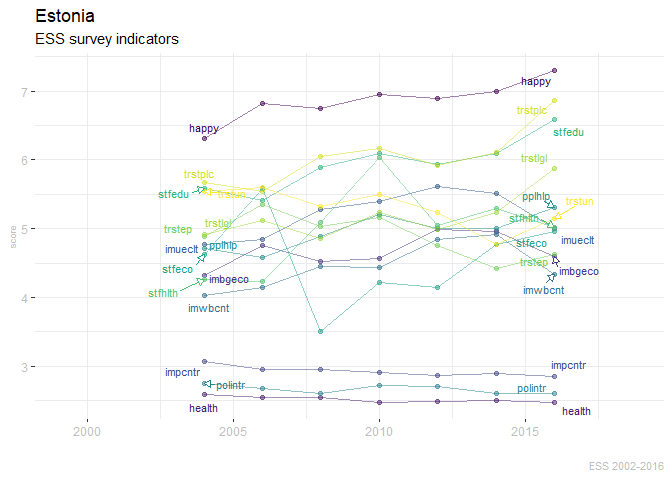 Estonia
ESS survey indicators
score
7
6
5
4
3
2000
2005
2010
2015
happy
trstplc
stfedu
trstun
trstep
trstlgl
imueclt
pplhlp
stfeco
imbgeco
stfhlth
imwbcnt
impcntr
polintr
health
happy
trstplc
stfedu
trstlgl
pplhlp
trstun
stfhlth
stfeco
imueclt
trstep
imbgeco
imwbcnt
impcntr
polintr
health
ESS 2002-2016